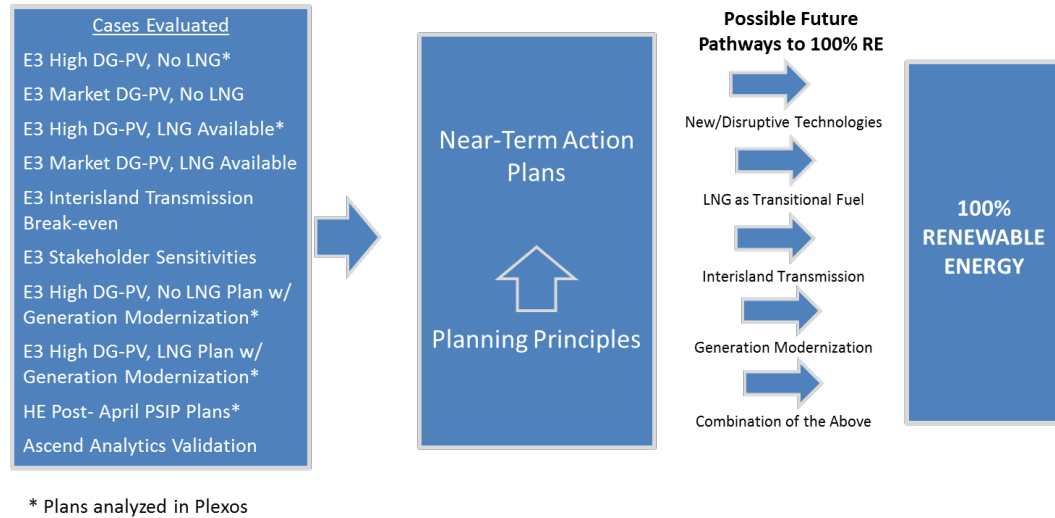 Cases Evaluated
E3 High DG-PV, No LNG*
E3 Market DG-PV, No LNG
E3 High DG-PV, LNG Available*
E3 Market DG-PV, LNG Available
E3 Interisland Transmission
Break-even
E3 Stakeholder Sensitivities
E3 High DG-PV, No LNG Plan w/
Generation Modernization*
E3 High DG-PV, LNG Plan w/
Generation Modernization*
HE Post- April PSIP Plans*
Ascend Analytics Validation
* Plans analyzed in Plexos
Near-Term Action
Plans
Planning Principles
Possible Future
Pathways to 100% RE
New/Disruptive Technologies
LNG as Transitional Fuel
Interisland Transmission
Generation Modernization
Combination of the Above
100%
RENEWABLE
ENERGY